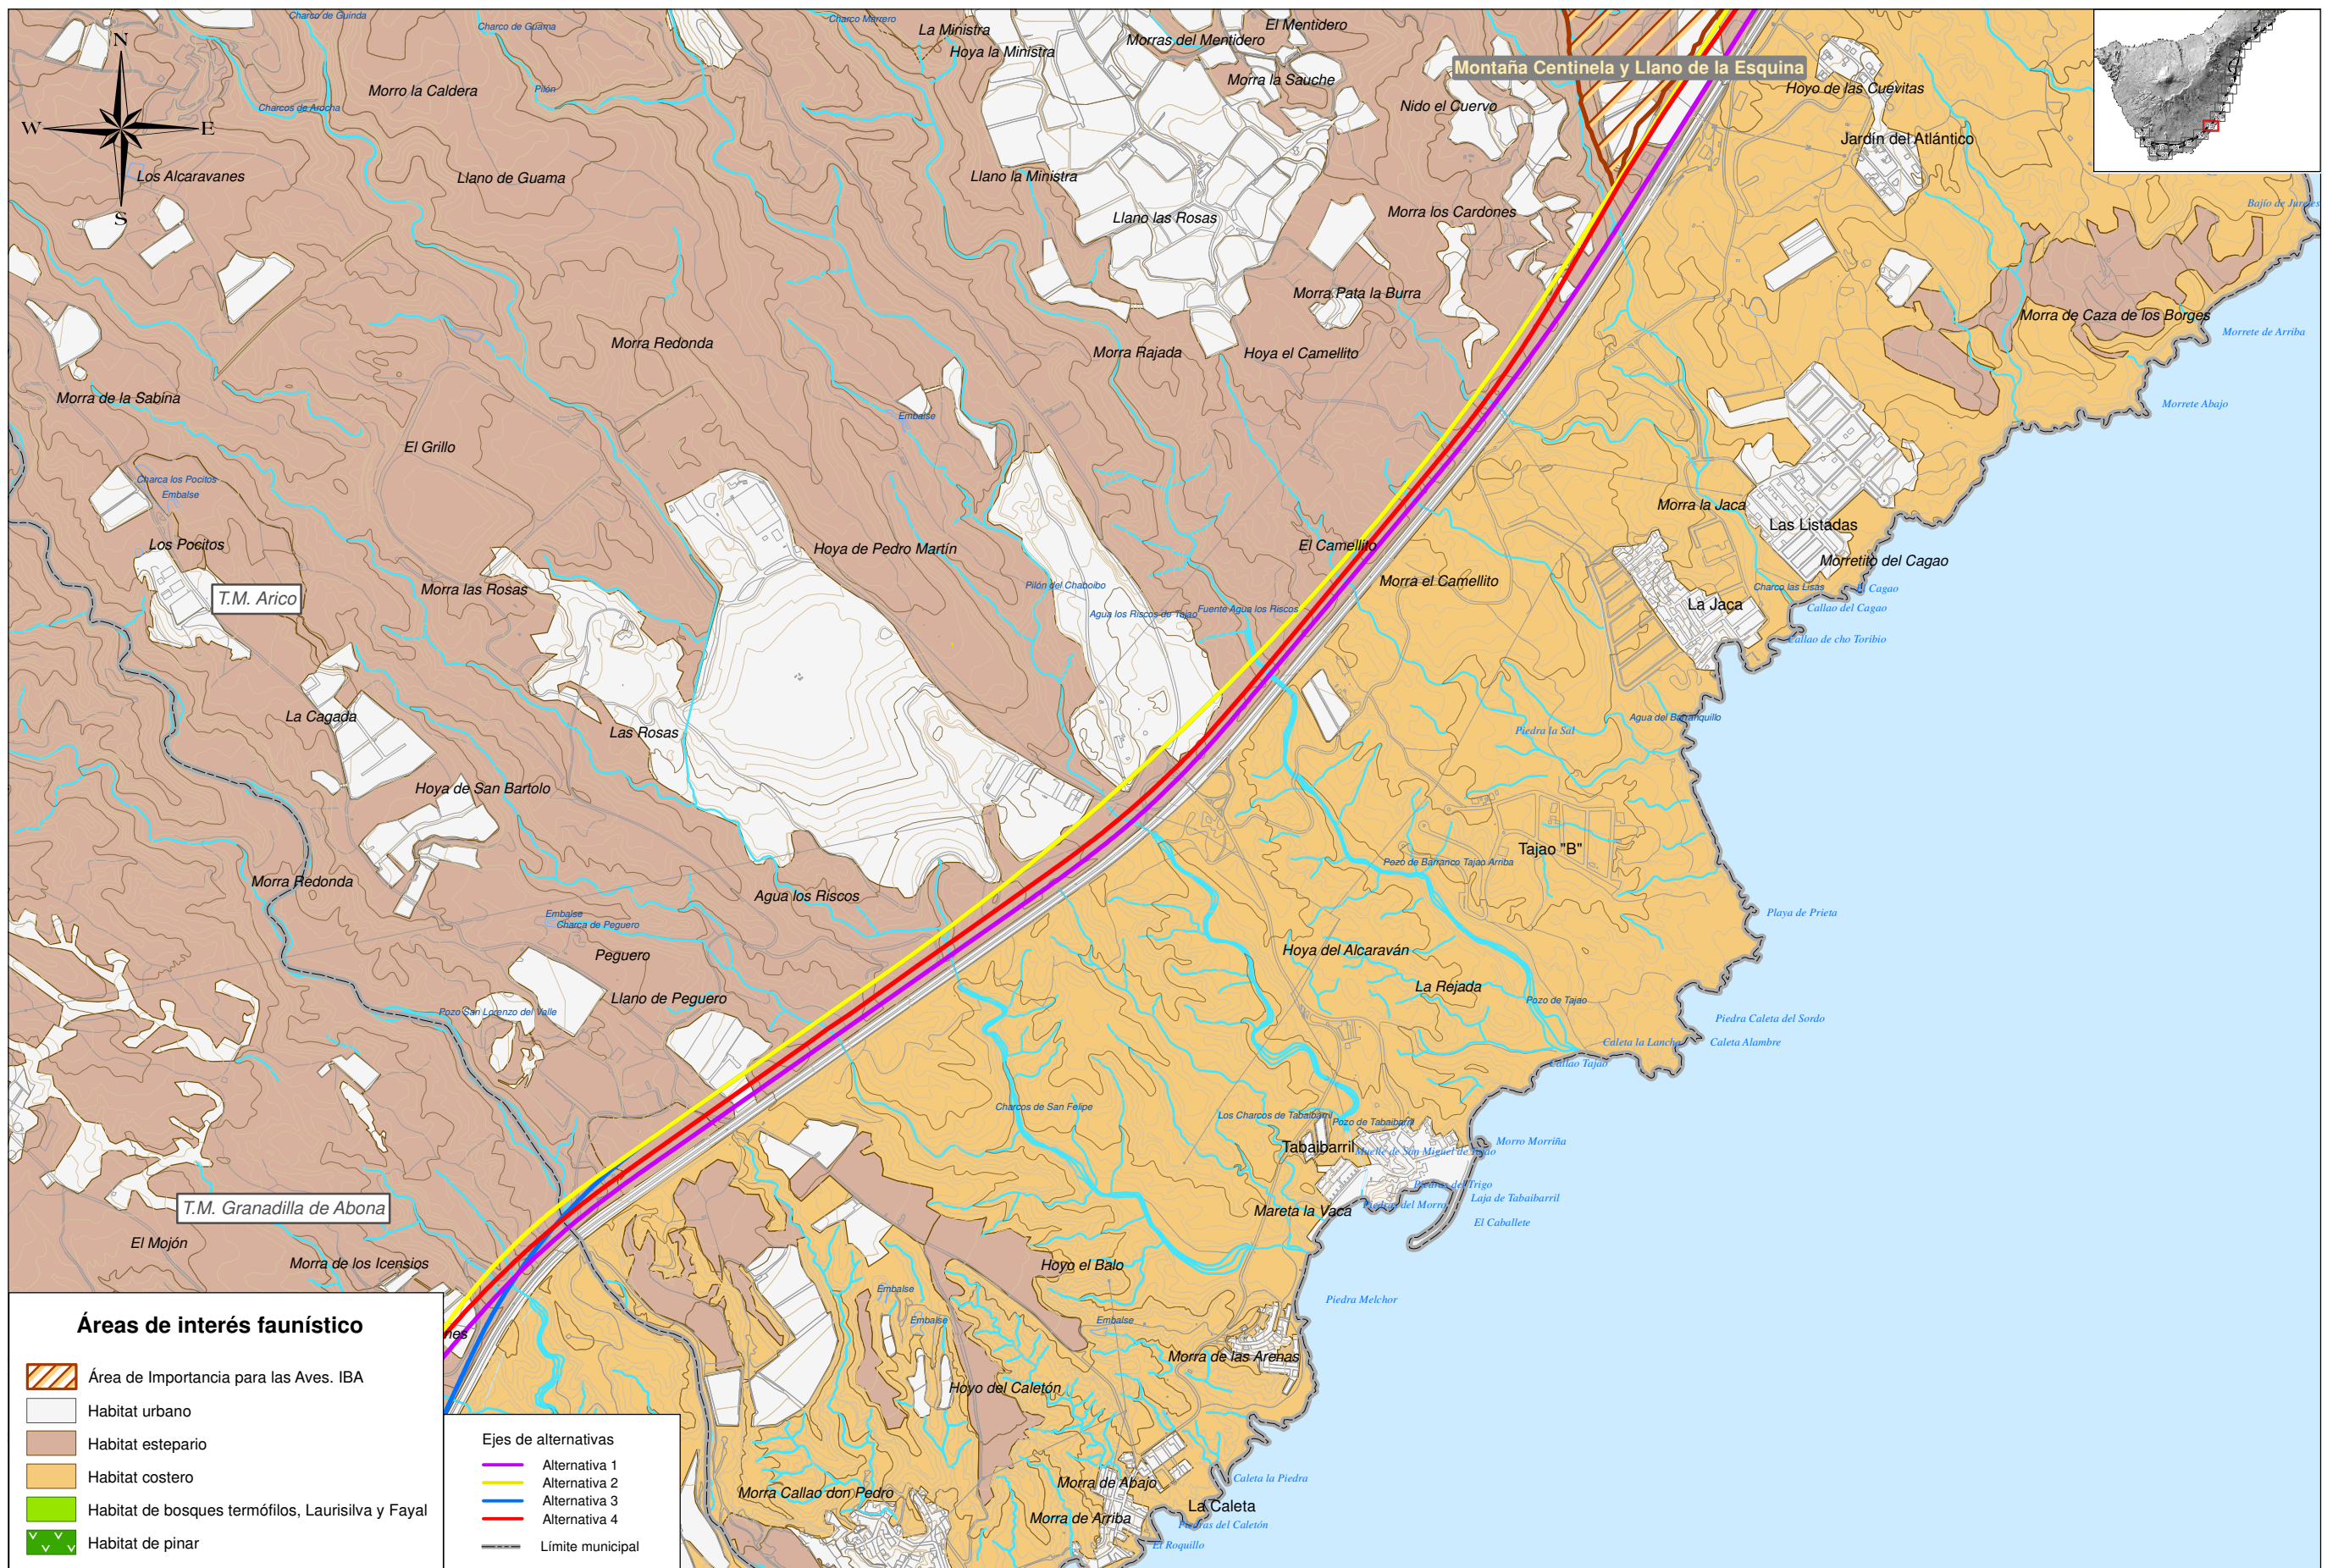 Charco de Guinda
Charco de Guama
Charco Marrero
La Ministra
El Mentidero
Hoya la Ministra
Morras del Mentidero
N
Montaña Centinela y Llano de la Esquina
Morro la Caldera
Pilón
Morra la Sauche
Hoyo de las Cuevitas
Charcos de Arocha
Nido el Cuervo
W
E
Jardín del Atlántico
Los Alcaravanes
Llano de Guama
Llano la Ministra
S
Bajío de Jureles
Llano las Rosas
Morra los Cardones
Morra Pata la Burra
Morra de Caza de los Borges
Morrete de Arriba
Morra Redonda
Morra Rajada
Hoya el Camellito
Morra de la Sabina
Morrete Abajo
Embalse
El Grillo
Charca los Pocitos
Embalse
Morra la Jaca
Las Listadas
Los Pocitos
Hoya de Pedro Martín
El Camellito
Morretito del Cagao
Morra el Camellito
Morra las Rosas
Pilón del Chaboibo
Charco las Lisas
El Cagao
T.M. Arico
La Jaca
Callao del Cagao
Agua los Riscos de Tajao
Fuente Agua los Riscos
Callao de cho Toribio
La Cagada
Agua del Barranquillo
Las Rosas
Piedra la Sal
Hoya de San Bartolo
Tajao "B"
Pozo de Barranco Tajao Arriba
Morra Redonda
Agua los Riscos
Embalse
Charca de Peguero
Playa de Prieta
Peguero
Hoya del Alcaraván
La Rejada
Llano de Peguero
Pozo de Tajao
Pozo San Lorenzo del Valle
Piedra Caleta del Sordo
Caleta la Lancha
Caleta Alambre
Callao Tajao
Charcos de San Felipe
Los Charcos de Tabaibarril
Pozo de Tabaibarril
Tabaibarril
Morro Morriña
Muelle de San Miguel de Tajao
Piedras del Trigo
T.M. Granadilla de Abona
Mareta la Vaca
Piedras del Morro
Laja de Tabaibarril
El Caballete
El Mojón
Morra de los Icensios
Hoyo el Balo
Embalse
Piedra Melchor
Embalse
Embalse
nes
Morra de las Arenas
Hoyo del Caletón
Morra Callao don Pedro
Morra de Abajo
Caleta la Piedra
La Caleta
Morra de Arriba
Piedras del Caletón
El Roquillo
Áreas de interés faunístico
Área de Importancia para las Aves. IBA
Habitat urbano
Habitat estepario
Habitat costero
Habitat de bosques termófilos, Laurisilva y Fayal
Habitat de pinar
Ejes de alternativas
Alternativa 1
Alternativa 2
Alternativa 3
Alternativa 4
Límite municipal